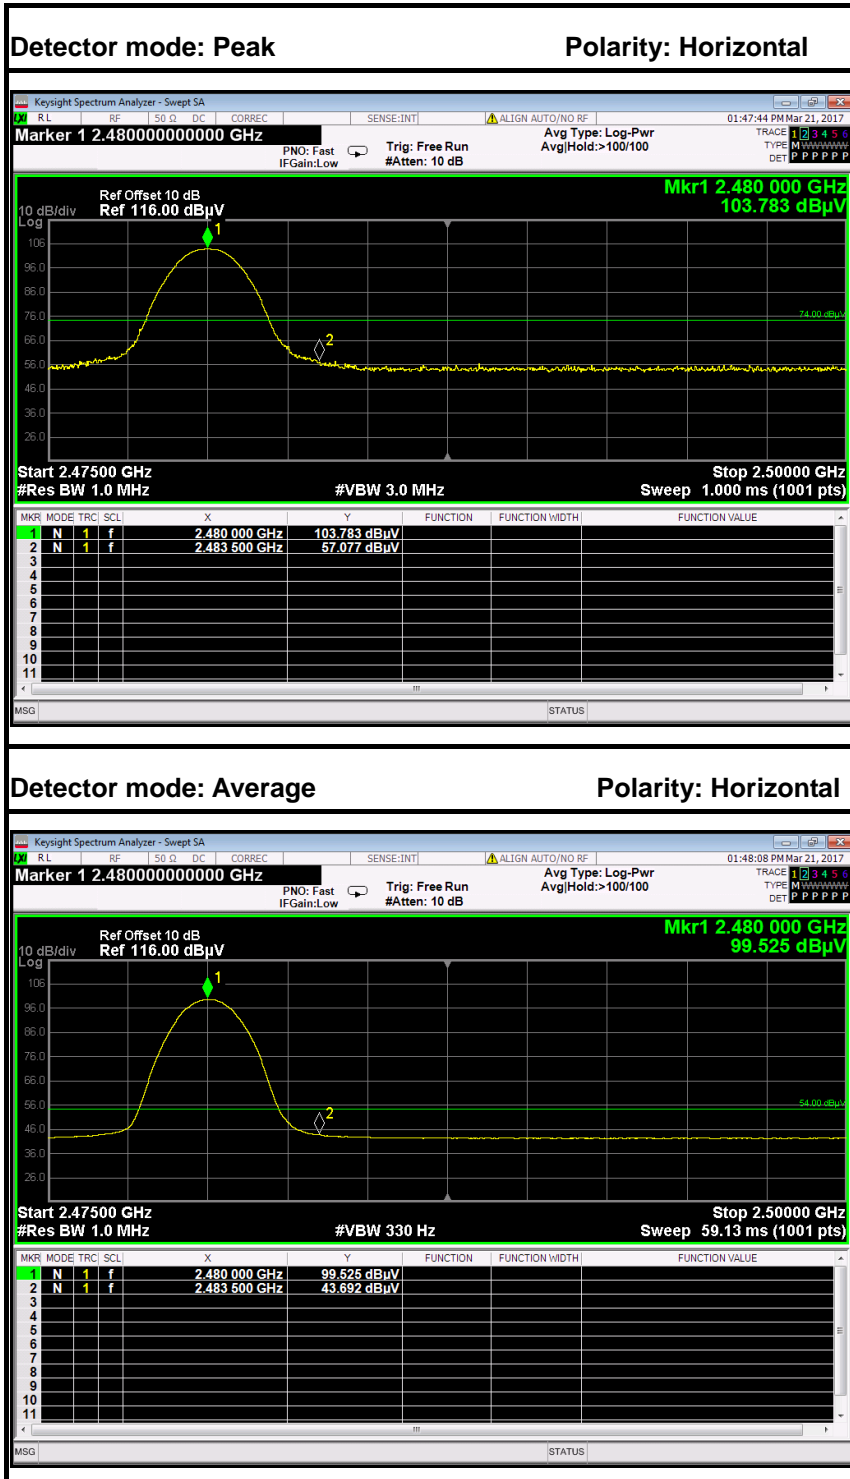 Detector mode: Peak Polarity: Horizontal
Keysight Spectrum Analyzer - Swept SA
LXI RL RF 50 Ω DC CORREC SENSE:INT ALIGN AUTO/NO RF 01:47:44 PM Mar 21, 2017
Marker 1 2.480000000000 GHz
PNO: Fast
IFGain:Low
Trig: Free Run
#Atten: 10 dB
Avg Type: Log-Pwr
Avg|Hold:>100/100
TRACE 1 2 3 4 5 6
TYPE M WWWWW
DET P P P P P P
Mkr1 2.480 000 GHz
103.783 dBµV
Ref Offset 10 dB
10 dB/div Ref 116.00 dBµV
Log
1
106
96.0
86.0
76.0
74.00 dBµV
66.0
2
56.0
46.0
36.0
26.0
Start 2.47500 GHz Stop 2.50000 GHz
#Res BW 1.0 MHz #VBW 3.0 MHz Sweep 1.000 ms (1001 pts)
MKR MODE TRC SCL X Y FUNCTION FUNCTION WIDTH FUNCTION VALUE
1 N 1 f 2.480 000 GHz 103.783 dBµV
2 N 1 f 2.483 500 GHz 57.077 dBµV
3
4
5
6
7
8
9
10
11
MSG STATUS
Detector mode: Average Polarity: Horizontal
Keysight Spectrum Analyzer - Swept SA
LXI RL RF 50 Ω DC CORREC SENSE:INT ALIGN AUTO/NO RF 01:48:08 PM Mar 21, 2017
Marker 1 2.480000000000 GHz
PNO: Fast
IFGain:Low
Trig: Free Run
#Atten: 10 dB
Avg Type: Log-Pwr
Avg|Hold:>100/100
TRACE 1 2 3 4 5 6
TYPE M WWWWW
DET P P P P P P
Mkr1 2.480 000 GHz
99.525 dBµV
Ref Offset 10 dB
10 dB/div Ref 116.00 dBµV
Log
1
106
96.0
86.0
76.0
66.0
56.0
54.00 dBµV
2
46.0
36.0
26.0
Start 2.47500 GHz Stop 2.50000 GHz
#Res BW 1.0 MHz #VBW 330 Hz Sweep 59.13 ms (1001 pts)
MKR MODE TRC SCL X Y FUNCTION FUNCTION WIDTH FUNCTION VALUE
1 N 1 f 2.480 000 GHz 99.525 dBµV
2 N 1 f 2.483 500 GHz 43.692 dBµV
3
4
5
6
7
8
9
10
11
MSG STATUS